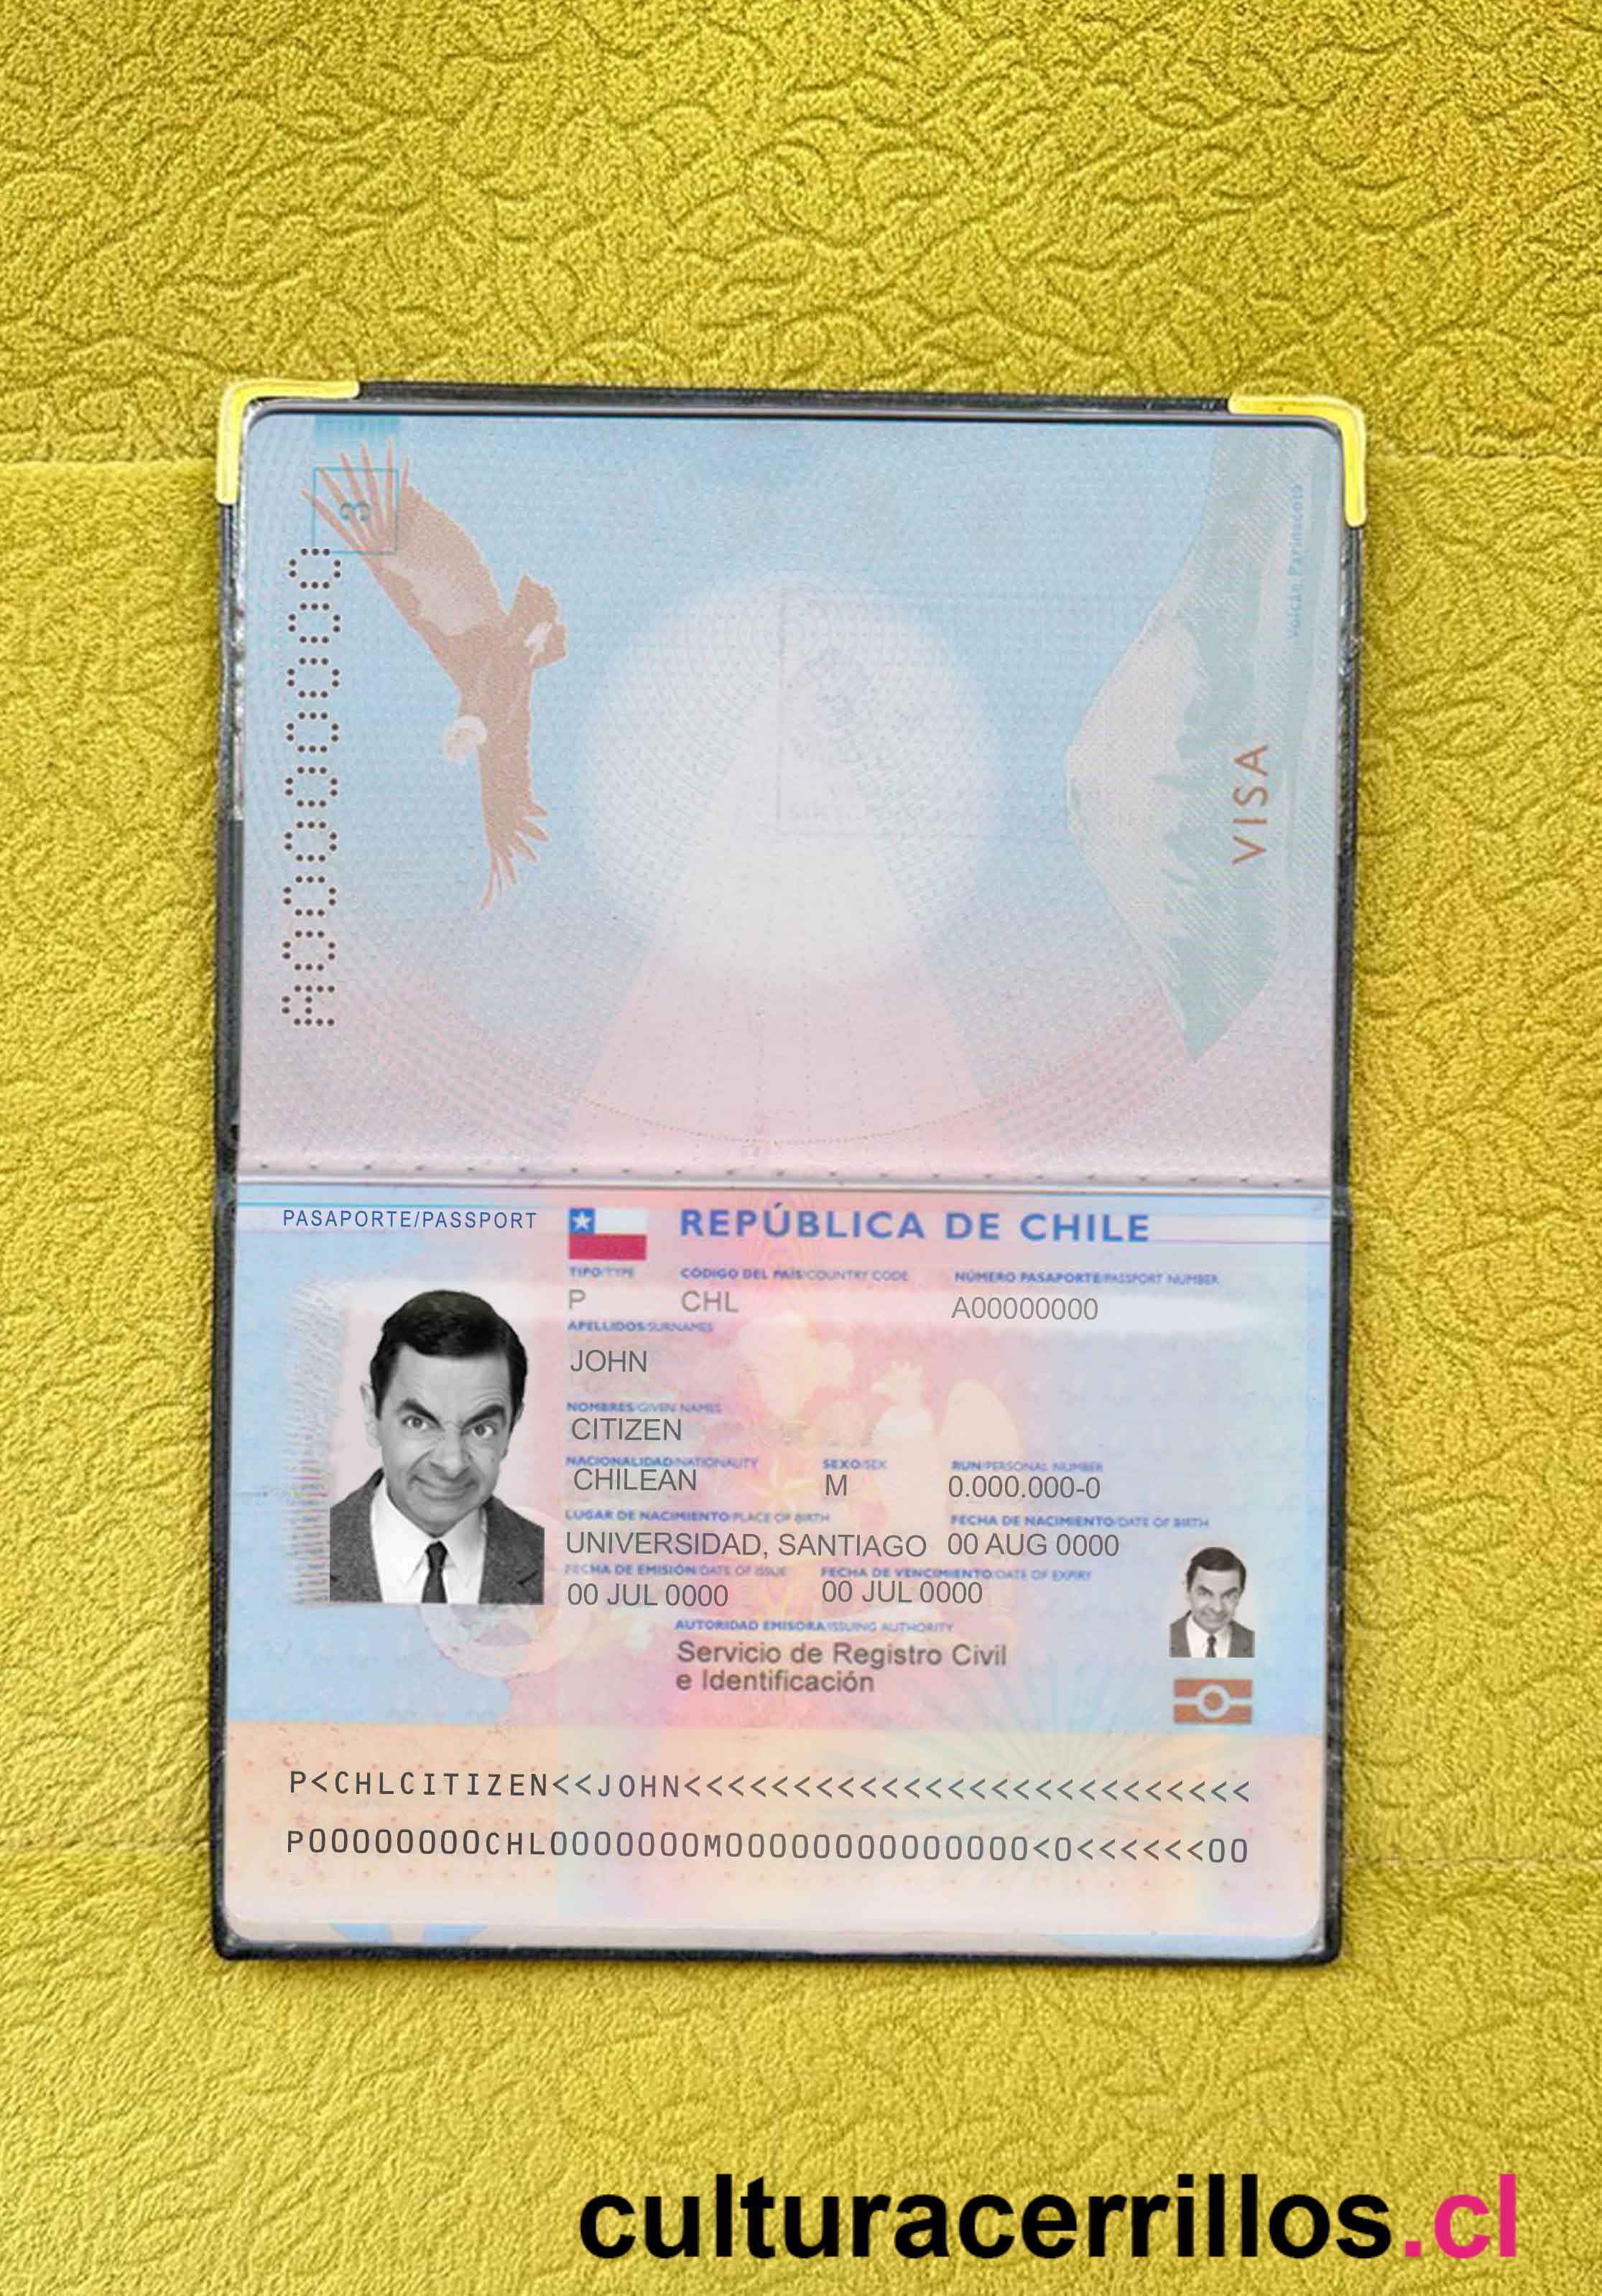 3
A00000000
Volcán Parinacota
VISA
PASAPORTE/PASSPORT
REPÚBLICA DE CHILE
TIPO/TYPE CÓDIGO DEL PAÍS/COUNTRY CODE NÚMERO PASAPORTE/PASSPORT NUMBER
P CHL A00000000
APELLIDOS/SURNAMES
JOHN
NOMBRES/GIVEN NAMES
CITIZEN
NACIONALIDAD/NATIONALITY SEXO/SEX RUN/PERSONAL NUMBER
CHILEAN M 0.000.000-0
LUGAR DE NACIMIENTO/PLACE OF BIRTH FECHA DE NACIMIENTO/DATE OF BIRTH
UNIVERSIDAD, SANTIAGO 00 AUG 0000
FECHA DE EMISIÓN/DATE OF ISSUE FECHA DE VENCIMIENTO/DATE OF EXPIRY
00 JUL 0000 00 JUL 0000
AUTORIDAD EMISORA/ISSUING AUTHORITY
Servicio de Registro Civil
e Identificación
P<CHLCITIZEN<<JOHN<<<<<<<<<<<<<<<<<<<<<<<<<<
P00000000CHL0000000M00000000000000<0<<<<<<00
culturacerrillos.cl